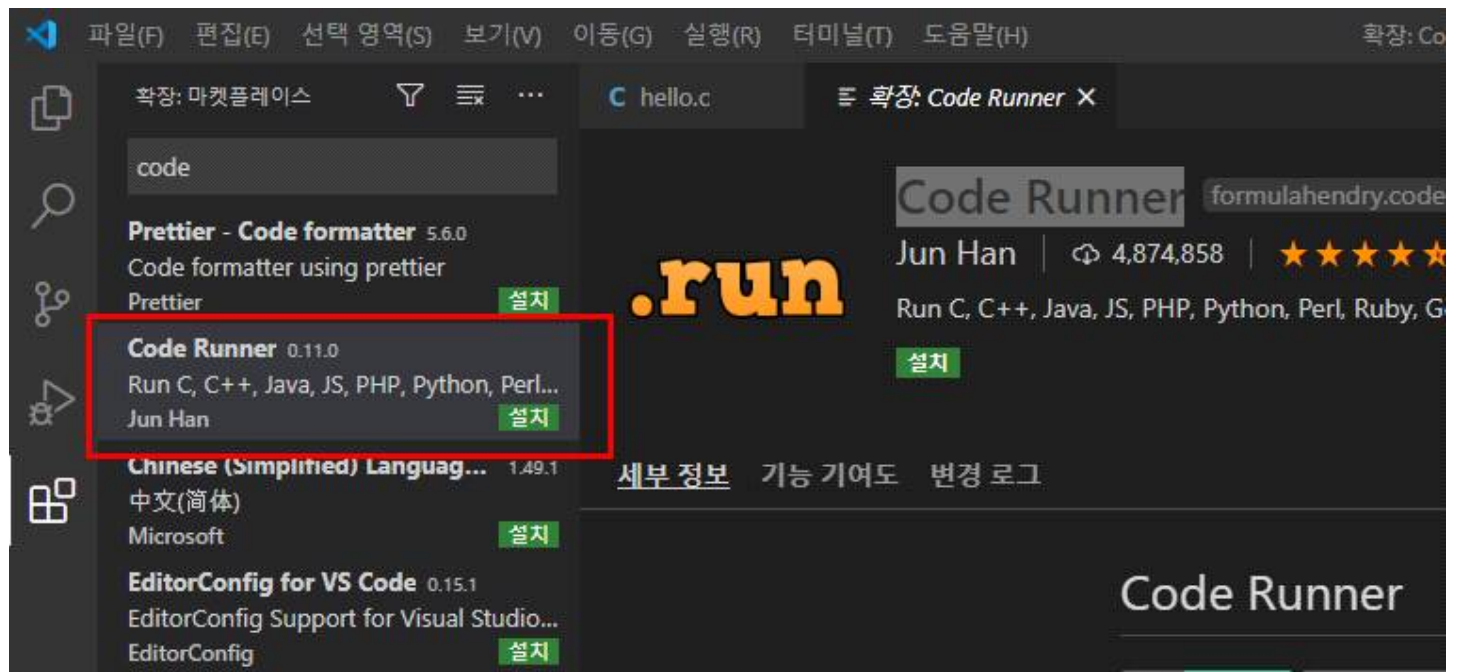 파일(F) 편집(E) 선택 영역(S) 보기(V) 이동(G) 실행(R) 터미널(T) 도움말(H) 확장: Co
확장: 마켓플레이스
code
Prettier - Code formatter 5.6.0
Code formatter using prettier
Prettier 설치
Code Runner 0.11.0
Run C, C++, Java, JS, PHP, Python, Perl...
Jun Han 설치
Chinese (Simplified) Languag... 1.49.1
中文(简体)
Microsoft 설치
EditorConfig for VS Code 0.15.1
EditorConfig Support for Visual Studio...
EditorConfig 설치
C hello.c 확장: Code Runner
.run
Code Runner formulahendry.code
Jun Han 4,874,858
Run C, C++, Java, JS, PHP, Python, Perl, Ruby, G
설치
세부 정보 기능 기여도 변경 로그
Code Runner